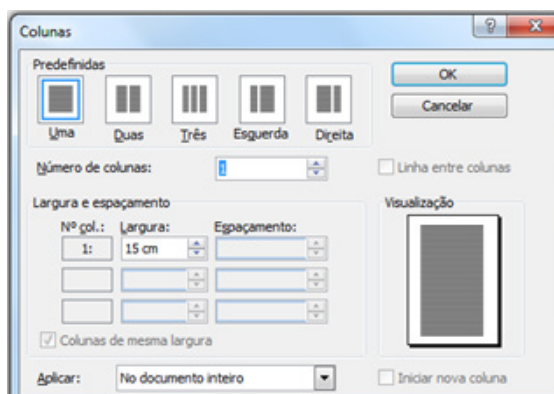 Colunas
Predefinidas
Uma
Duas
Três
Esquerda
Direita
OK
Cancelar
Número de colunas:
1
Linha entre colunas
Largura e espaçamento
Nº col.: Largura: Espaçamento:
1: 15 cm
Colunas de mesma largura
Visualização
Aplicar: No documento inteiro
Iniciar nova coluna